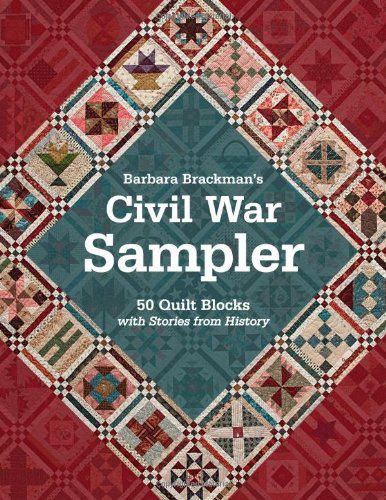 Barbara Brackman's
Civil War
Sampler
50 Quilt Blocks
with Stories from History